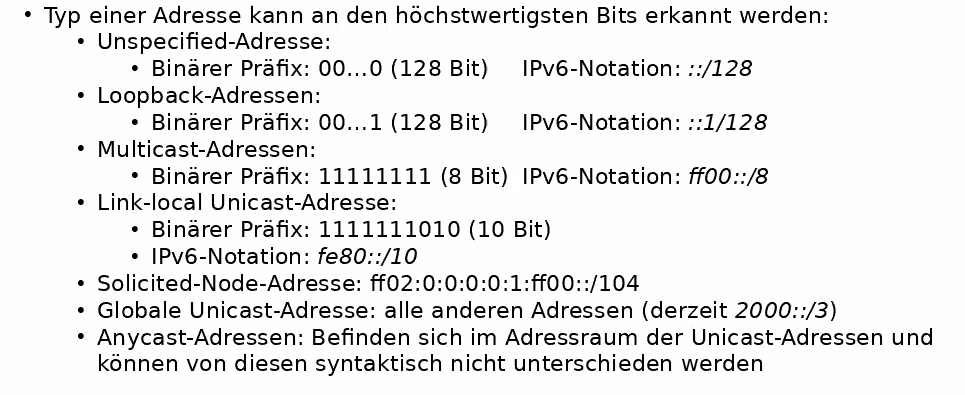 • Typ einer Adresse kann an den höchstwertigsten Bits erkannt werden:
• Unspecified-Adresse:
• Binärer Präfix: 00...0 (128 Bit) IPv6-Notation: ::/128
• Loopback-Adressen:
• Binärer Präfix: 00...1 (128 Bit) IPv6-Notation: ::1/128
• Multicast-Adressen:
• Binärer Präfix: 11111111 (8 Bit) IPv6-Notation: ff00::/8
• Link-local Unicast-Adresse:
• Binärer Präfix: 1111111010 (10 Bit)
• IPv6-Notation: fe80::/10
• Solicited-Node-Adresse: ff02:0:0:0:0:1:ff00::/104
• Globale Unicast-Adresse: alle anderen Adressen (derzeit 2000::/3)
• Anycast-Adressen: Befinden sich im Adressraum der Unicast-Adressen und
können von diesen syntaktisch nicht unterschieden werden